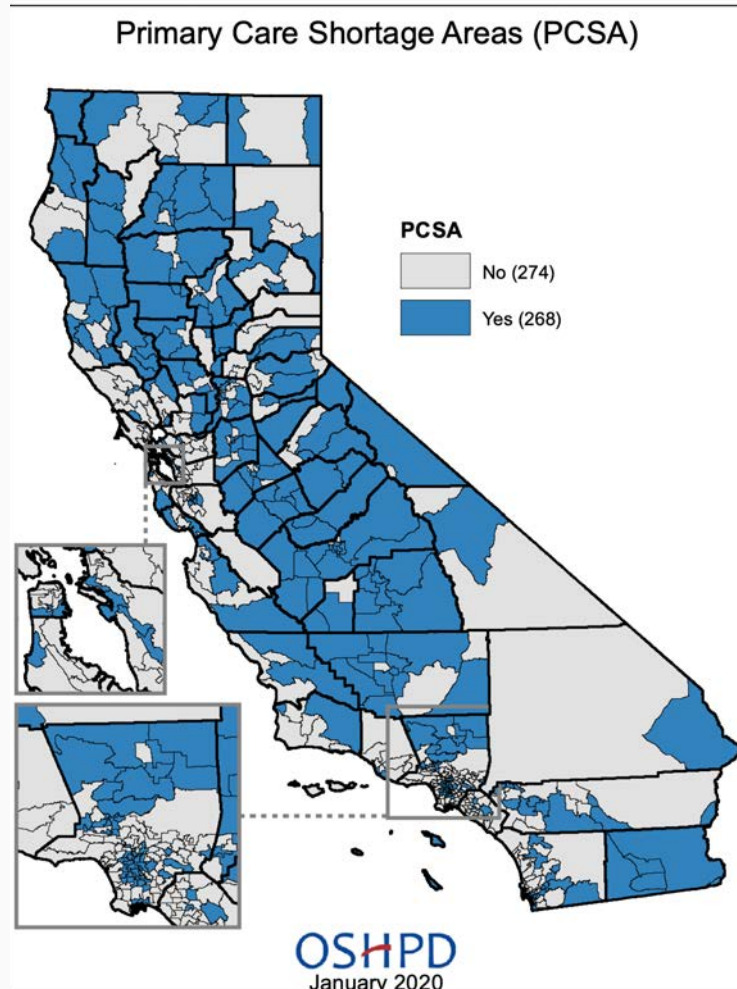 Primary Care Shortage Areas (PCSA)
PCSA
No (274)
Yes (268)
OSHPD
January 2020